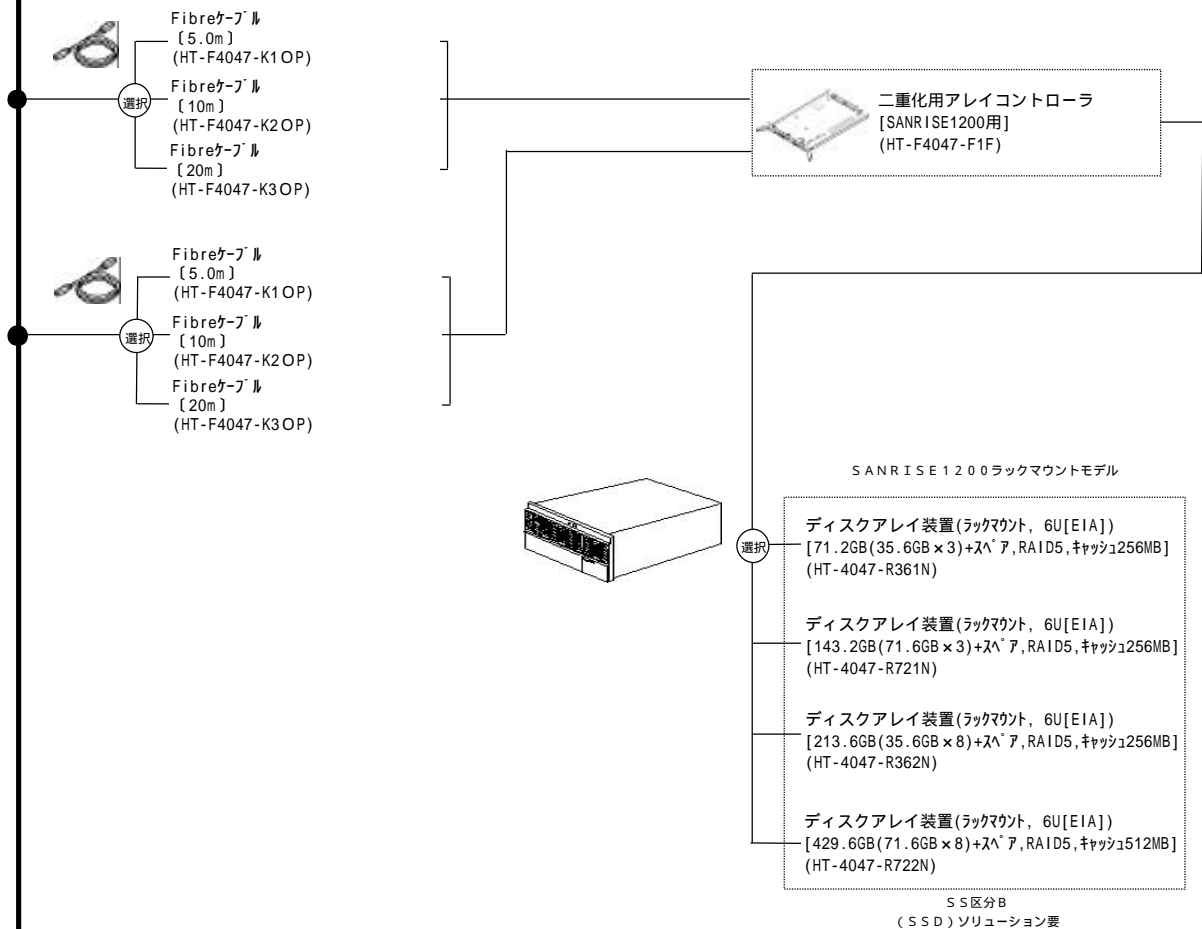 Fibreｹｰﾌﾞﾙ
〔5.0m〕
(HT-F4047-K1OP)
選択
Fibreｹｰﾌﾞﾙ
〔10m〕
(HT-F4047-K2OP)
Fibreｹｰﾌﾞﾙ
〔20m〕
(HT-F4047-K3OP)
二重化用アレイコントローラ
[SANRISE1200用]
(HT-F4047-F1F)
Fibreｹｰﾌﾞﾙ
〔5.0m〕
(HT-F4047-K1OP)
選択
Fibreｹｰﾌﾞﾙ
〔10m〕
(HT-F4047-K2OP)
Fibreｹｰﾌﾞﾙ
〔20m〕
(HT-F4047-K3OP)
ＳＡＮＲＩＳＥ１２００ラックマウントモデル
選択
ディスクアレイ装置(ﾗｯｸﾏｳﾝﾄ, 6U[EIA])
[71.2GB(35.6GB×3)+ｽﾍﾟｱ,RAID5,ｷｬｯｼｭ256MB]
(HT-4047-R361N)
ディスクアレイ装置(ﾗｯｸﾏｳﾝﾄ, 6U[EIA])
[143.2GB(71.6GB×3)+ｽﾍﾟｱ,RAID5,ｷｬｯｼｭ256MB]
(HT-4047-R721N)
ディスクアレイ装置(ﾗｯｸﾏｳﾝﾄ, 6U[EIA])
[213.6GB(35.6GB×8)+ｽﾍﾟｱ,RAID5,ｷｬｯｼｭ256MB]
(HT-4047-R362N)
ディスクアレイ装置(ﾗｯｸﾏｳﾝﾄ, 6U[EIA])
[429.6GB(71.6GB×8)+ｽﾍﾟｱ,RAID5,ｷｬｯｼｭ512MB]
(HT-4047-R722N)
ＳＳ区分Ｂ
（ＳＳＤ）ソリューション要